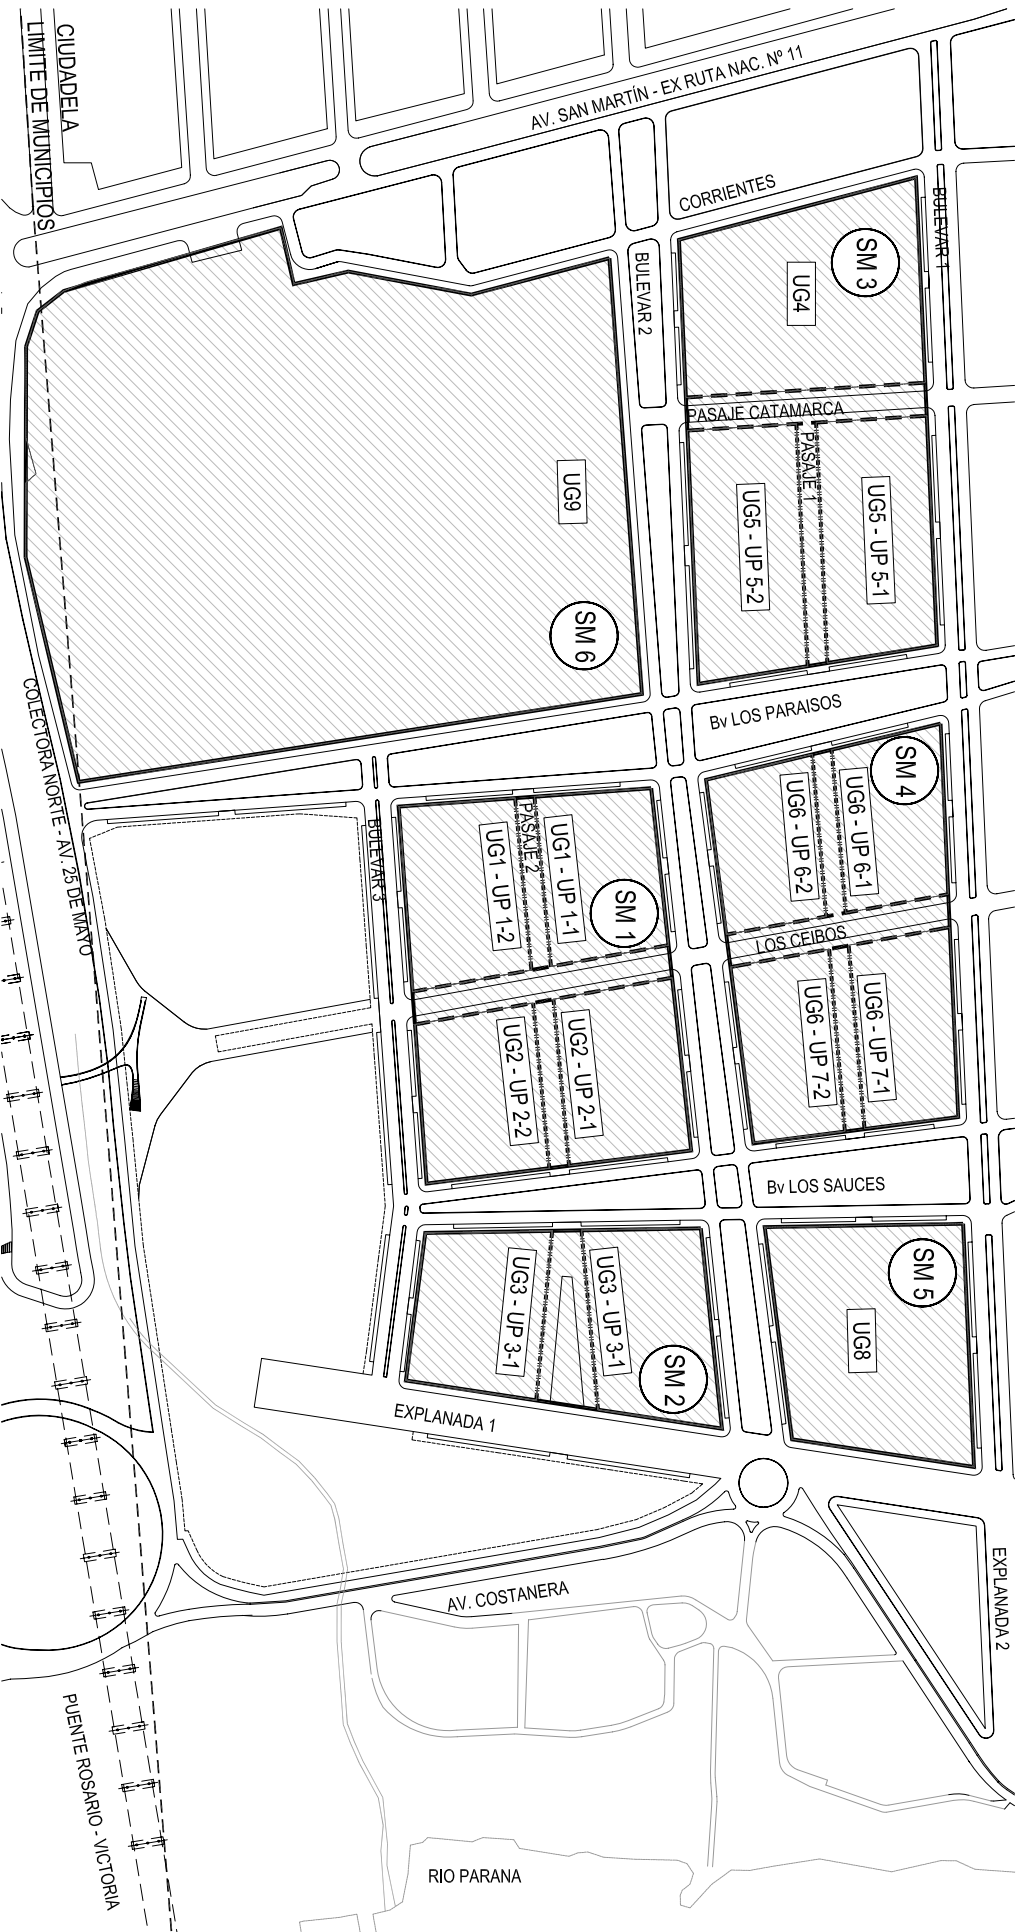 CIUDADELA
LIMITE DE MUNICIPIOS
AV. SAN MARTÍN - EX RUTA NAC. Nº 11
CORRIENTES
BULEVAR 1
SM 3
UG4
BULEVAR 2
PASAJE CATAMARCA
PASAJE 1
UG5 - UP 5-1
UG5 - UP 5-2
UG9
SM 6
Bv LOS PARAISOS
COLECTORA NORTE - AV. 25 DE MAYO
SM 4
UG6 - UP 6-1
UG6 - UP 6-2
LOS CEIBOS
UG6 - UP 7-1
UG6 - UP 7-2
BULEVAR 3
PASAJE 2
UG1 - UP 1-1
UG1 - UP 1-2
SM 1
UG2 - UP 2-1
UG2 - UP 2-2
Bv LOS SAUCES
SM 5
UG8
UG3 - UP 3-1
UG3 - UP 3-1
SM 2
EXPLANADA 1
EXPLANADA 2
AV. COSTANERA
PUENTE ROSARIO - VICTORIA
RIO PARANA